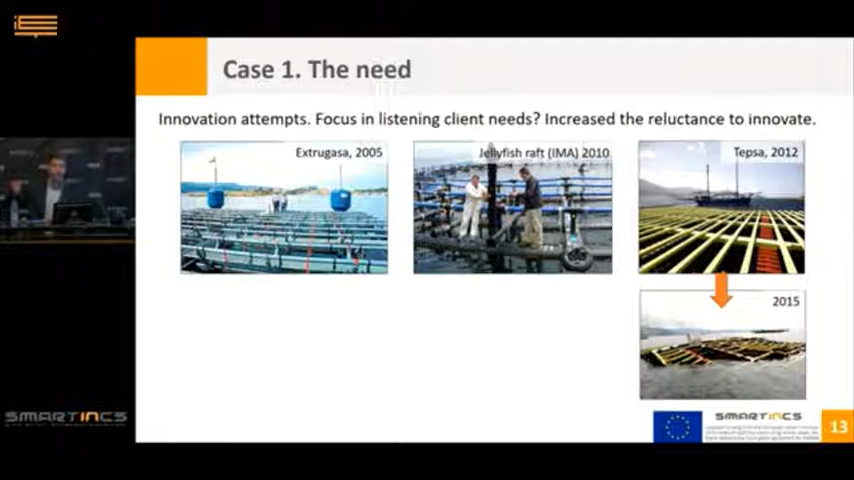 Case 1. The need
Innovation attempts. Focus in listening client needs? Increased the reluctance to innovate.
Extrugasa, 2005
Jellyfish raft (IMA) 2010
Tepsa, 2012
2015
SMARTINCS
SMARTINCS
13